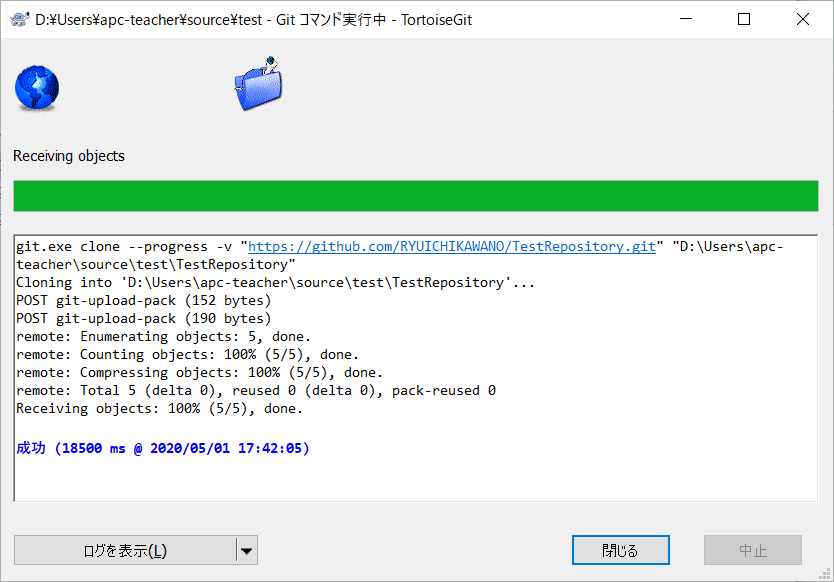 D:¥Users¥apc-teacher¥source¥test - Git コマンド実行中 - TortoiseGit
Receiving objects
git.exe clone --progress -v "https://github.com/RYUICHIKAWANO/TestRepository.git" "D:\Users\apc-
teacher\source\test\TestRepository"
Cloning into 'D:\Users\apc-teacher\source\test\TestRepository'...
POST git-upload-pack (152 bytes)
POST git-upload-pack (190 bytes)
remote: Enumerating objects: 5, done.
remote: Counting objects: 100% (5/5), done.
remote: Compressing objects: 100% (5/5), done.
remote: Total 5 (delta 0), reused 0 (delta 0), pack-reused 0
Receiving objects: 100% (5/5), done.
成功 (18500 ms @ 2020/05/01 17:42:05)
ログを表示(L)
閉じる
中止